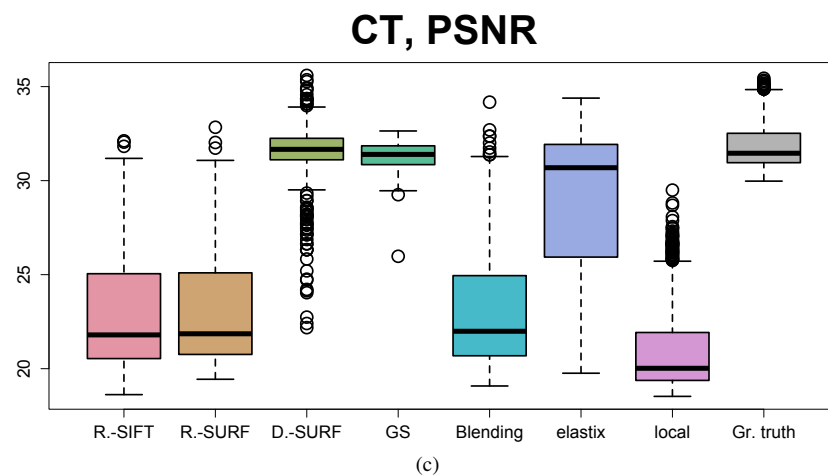 CT, PSNR
35
30
25
20
R.-SIFT R.-SURF D.-SURF GS Blending elastix local Gr. truth
(c)